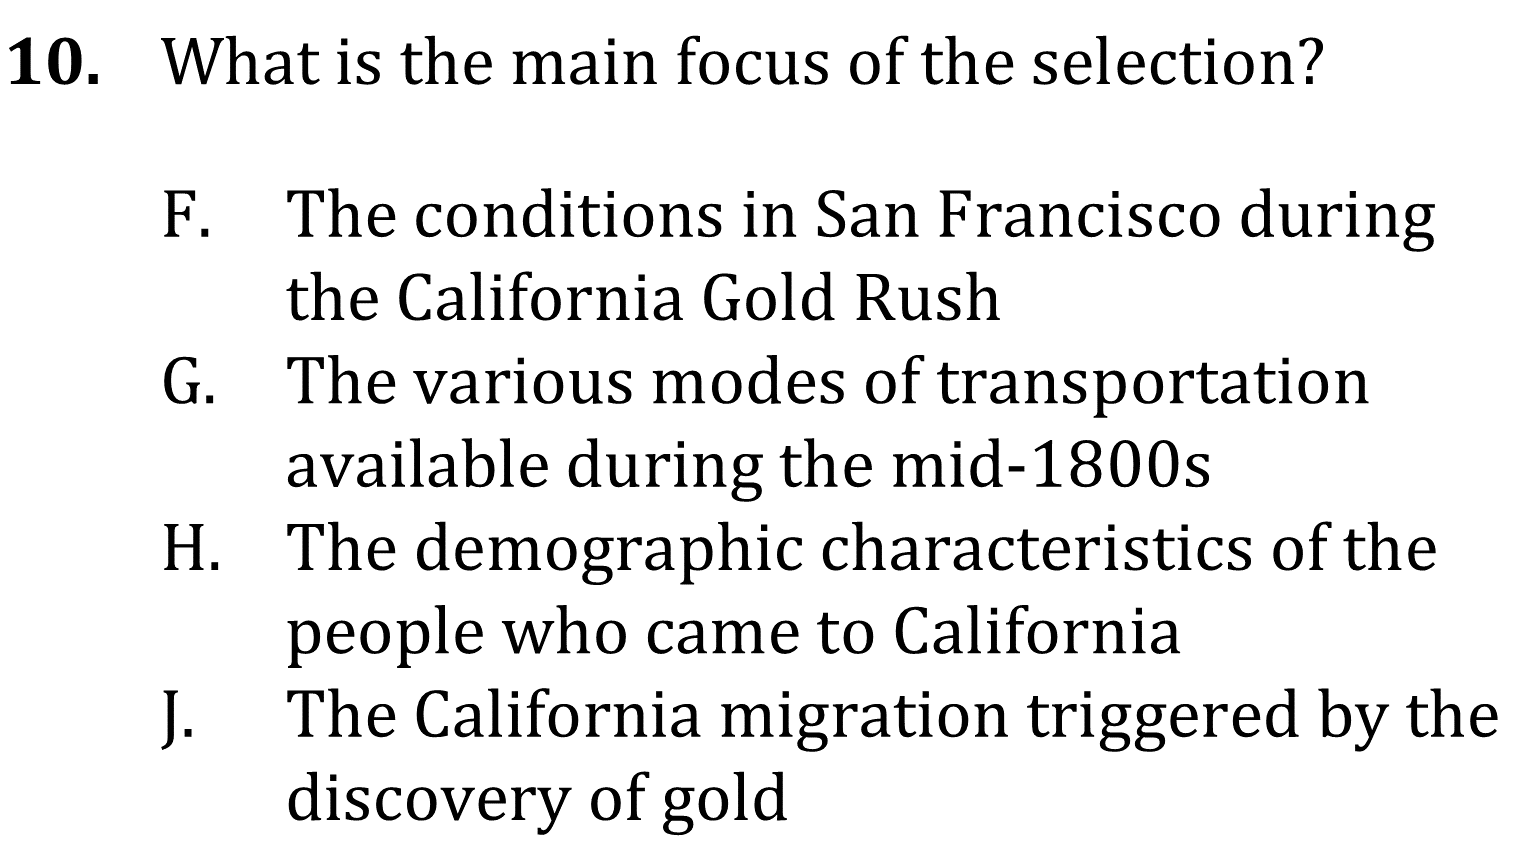 10. What is the main focus of the selection?
F. The conditions in San Francisco during
the California Gold Rush
G. The various modes of transportation
available during the mid-1800s
H. The demographic characteristics of the
people who came to California
J. The California migration triggered by the
discovery of gold